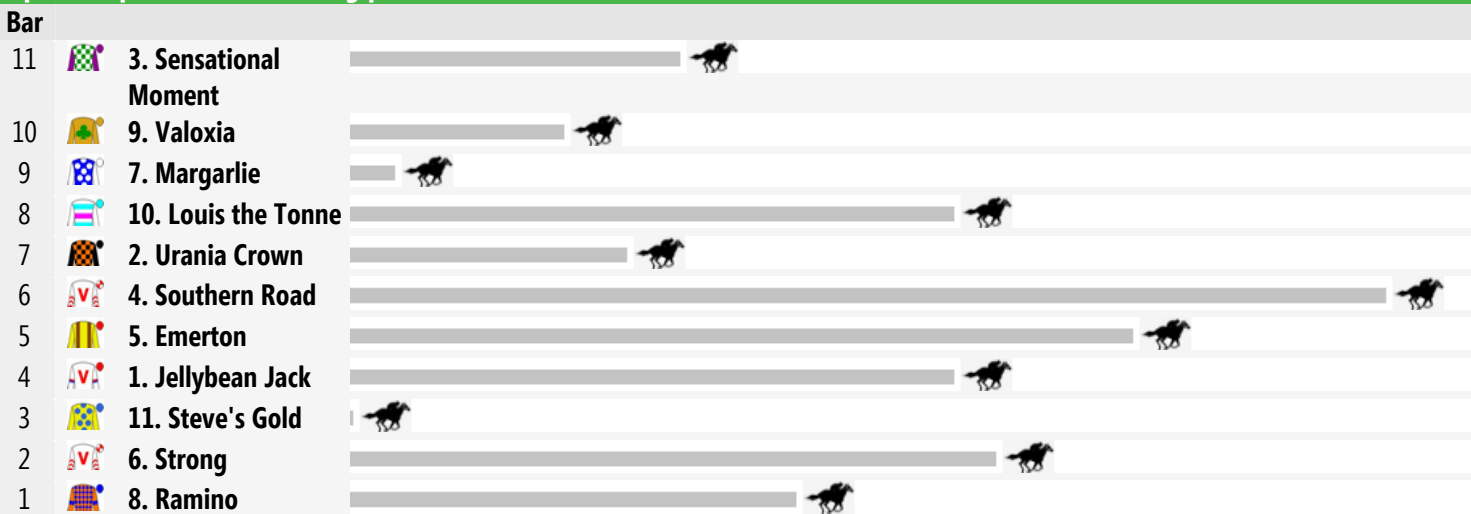 Bar
11 3. Sensational
Moment
10 9. Valoxia
9 7. Margarlie
8 10. Louis the Tonne
7 2. Urania Crown
6 V 4. Southern Road
5 5. Emerton
4 V 1. Jellybean Jack
3 11. Steve's Gold
2 V 6. Strong
1 8. Ramino